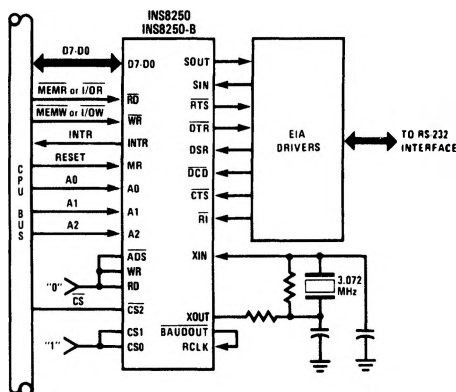 INS8250
INS8250-B
D7-D0
D7-D0
MEMR or I/OR
RD
MEMW or I/OW
WR
INTR
INTR
RESET
MR
A0
A0
A1
A1
A2
A2
CPU BUS
ADS
WR
RD
"0"
CS
CS2
CS1
CS0
"1"
SOUT
SIN
RTS
DTR
DSR
DCD
CTS
RI
EIA
DRIVERS
TO RS-232
INTERFACE
XIN
3.072
MHz
XOUT
BAUDOUT
RCLK